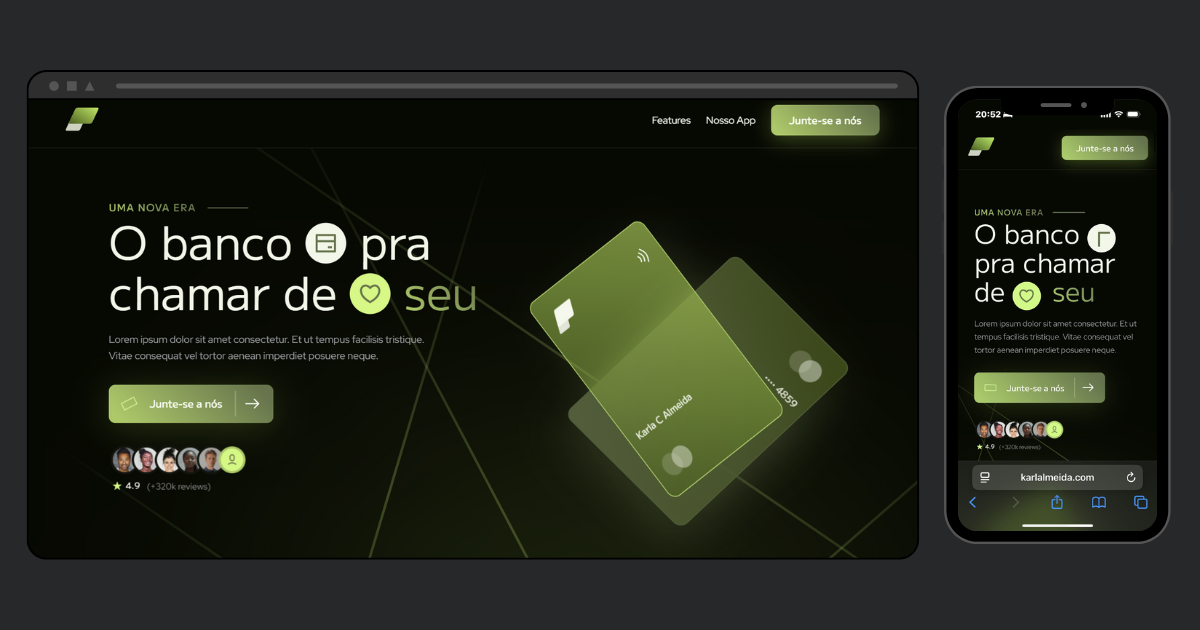 Features Nosso App Junte-se a nós
UMA NOVA ERA
O banco pra
chamar de seu
Lorem ipsum dolor sit amet consectetur. Et ut tempus facilisis tristique.
Vitae consequat vel tortor aenean imperdiet posuere neque.
Junte-se a nós
4.9 (+320k reviews)
•••• 4859
Karla C Almeida
20:52
Junte-se a nós
UMA NOVA ERA
O banco
pra chamar
de seu
Lorem ipsum dolor sit amet consectetur. Et ut
tempus facilisis tristique. Vitae consequat vel
tortor aenean imperdiet posuere neque.
Junte-se a nós
4.9 (+320k reviews)
karlalmeida.com